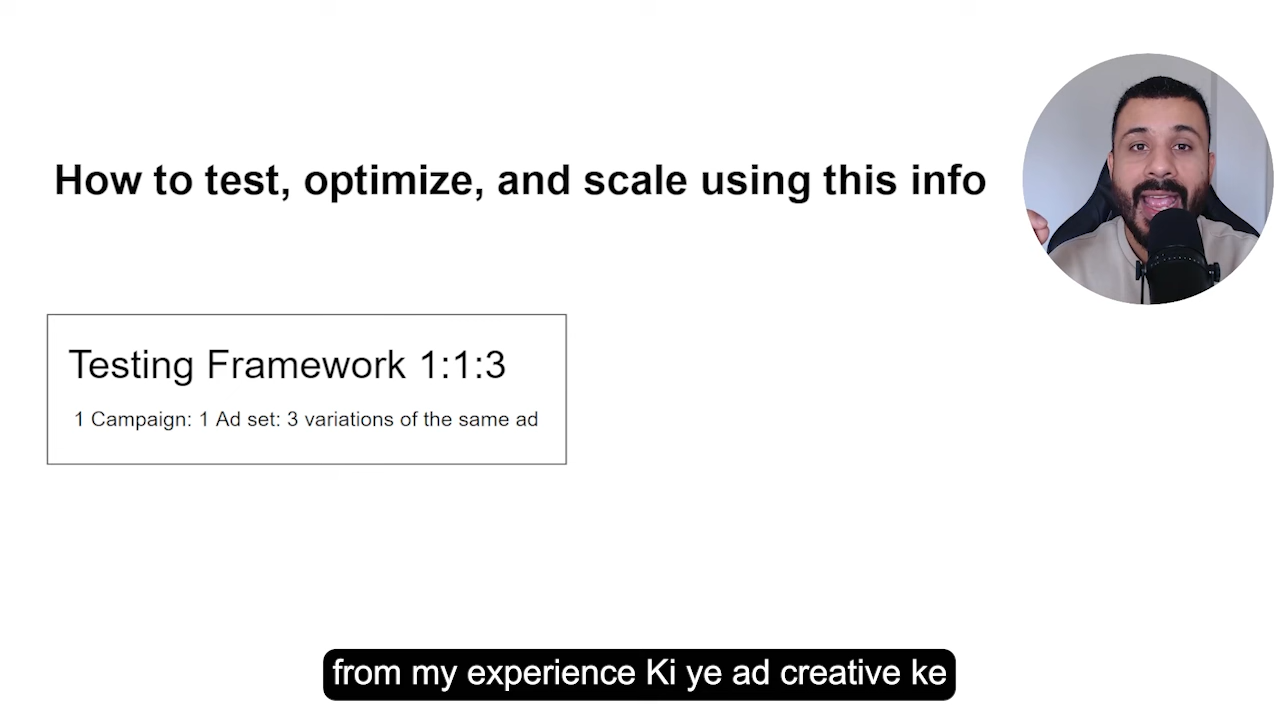 How to test, optimize, and scale using this info
Testing Framework 1:1:3
1 Campaign: 1 Ad set: 3 variations of the same ad
from my experience Ki ye ad creative ke